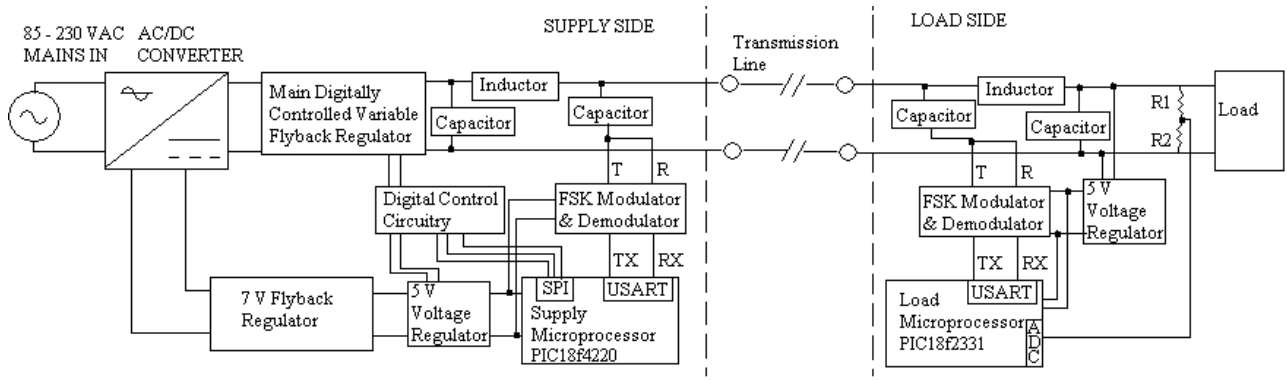 85 - 230 VAC AC/DC
MAINS IN CONVERTER
SUPPLY SIDE
LOAD SIDE
Transmission
Line
Main Digitally
Controlled Variable
Flyback Regulator
Inductor
Capacitor
Capacitor
Inductor
Capacitor
Capacitor
R1
R2
Load
T R
T R
Digital Control
Circuitry
FSK Modulator
& Demodulator
FSK Modulator
& Demodulator
5 V
Voltage
Regulator
TX RX
TX RX
7 V Flyback
Regulator
5 V
Voltage
Regulator
SPI
USART
Supply
Microprocessor
PIC18f4220
USART
Load
Microprocessor
PIC18f2331
ADC